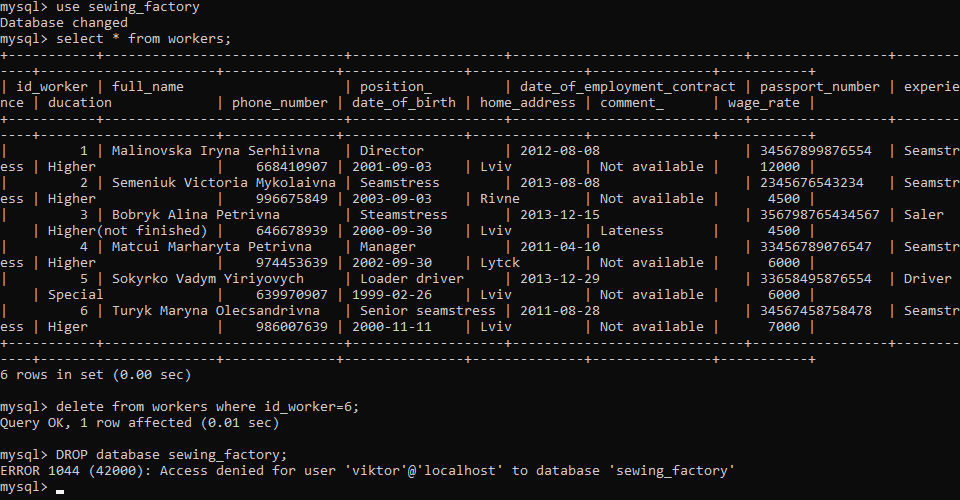 mysql> use sewing_factory
Database changed
mysql> select * from workers;
+-----------+-----------------------------+-----------------+-----------------------------+-----------------+--------
----+---------------------+--------------+---------------+--------------+---------------+-----------+
| id_worker | full_name                   | position_       | date_of_employment_contract | passport_number | experie
nce | ducation            | phone_number | date_of_birth | home_address | comment_      | wage_rate |
+-----------+-----------------------------+-----------------+-----------------------------+-----------------+--------
----+---------------------+--------------+---------------+--------------+---------------+-----------+
|         1 | Malinovska Iryna Serhiivna  | Director        | 2012-08-08                  | 34567899876554  | Seamstr
ess | Higher              |    668410907 | 2001-09-03    | Lviv         | Not available |     12000 |
|         2 | Semeniuk Victoria Mykolaivna | Seamstress      | 2013-08-08                  | 2345676543234   | Seamstr
ess | Higher              |    996675849 | 2003-09-03    | Rivne        | Not available |      4500 |
|         3 | Bobryk Alina Petrivna       | Steamstress     | 2013-12-15                  | 356798765434567 | Saler
    | Higher(not finished) |    646678939 | 2000-09-30    | Lviv         | Lateness      |      4500 |
|         4 | Matcui Marharyta Petrivna   | Manager         | 2011-04-10                  | 33456789076547  | Seamstr
ess | Higher              |    974453639 | 2002-09-30    | Lytck        | Not available |      6000 |
|         5 | Sokyrko Vadym Yiriyovych    | Loader driver   | 2013-12-29                  | 33658495876554  | Driver
    | Special             |    639970907 | 1999-02-26    | Lviv         | Not available |      6000 |
|         6 | Turyk Maryna Olecsandrivna  | Senior seamstress | 2011-08-28                  | 34567458758478  | Seamstr
ess | Higer               |    986007639 | 2000-11-11    | Lviv         | Not available |      7000 |
+-----------+-----------------------------+-----------------+-----------------------------+-----------------+--------
----+---------------------+--------------+---------------+--------------+---------------+-----------+
6 rows in set (0.00 sec)
mysql> delete from workers where id_worker=6;
Query OK, 1 row affected (0.01 sec)
mysql> DROP database sewing_factory;
ERROR 1044 (42000): Access denied for user 'viktor'@'localhost' to database 'sewing_factory'
mysql> _